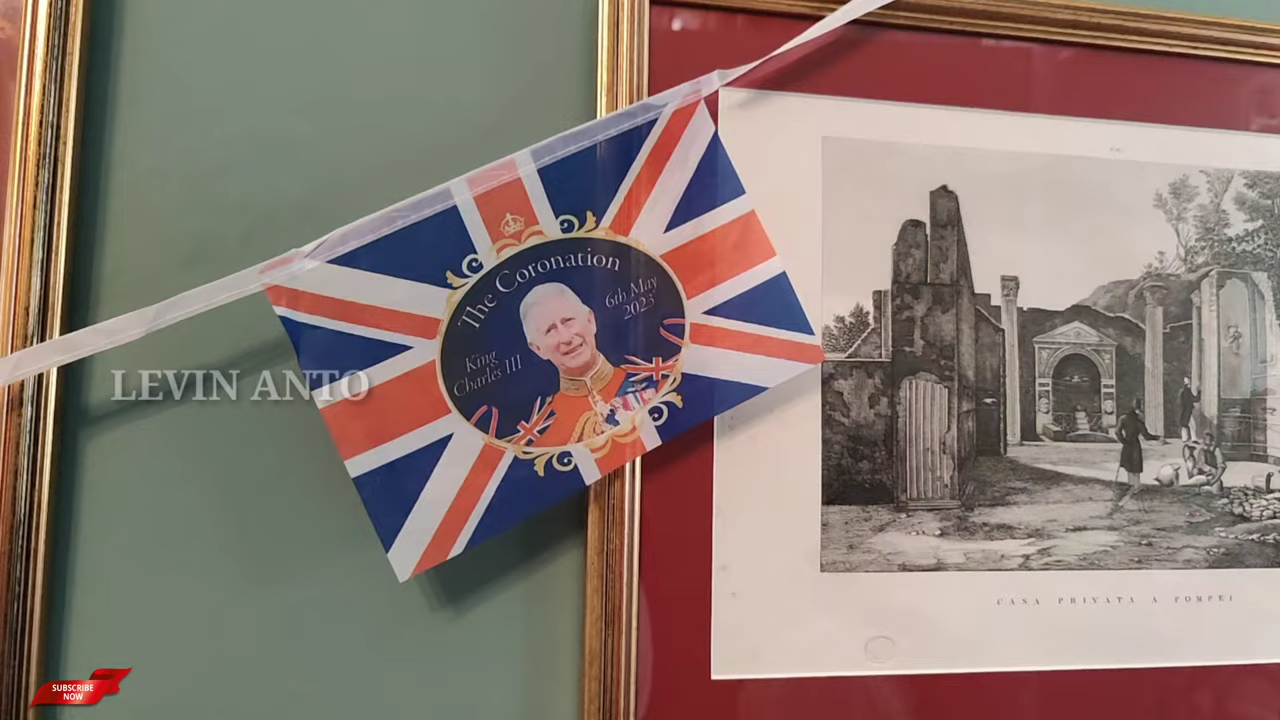 The Coronation
6th May
2023
King
Charles III
LEVIN ANTO
CASA PRIVATA A POMPEI
SUBSCRIBE
NOW